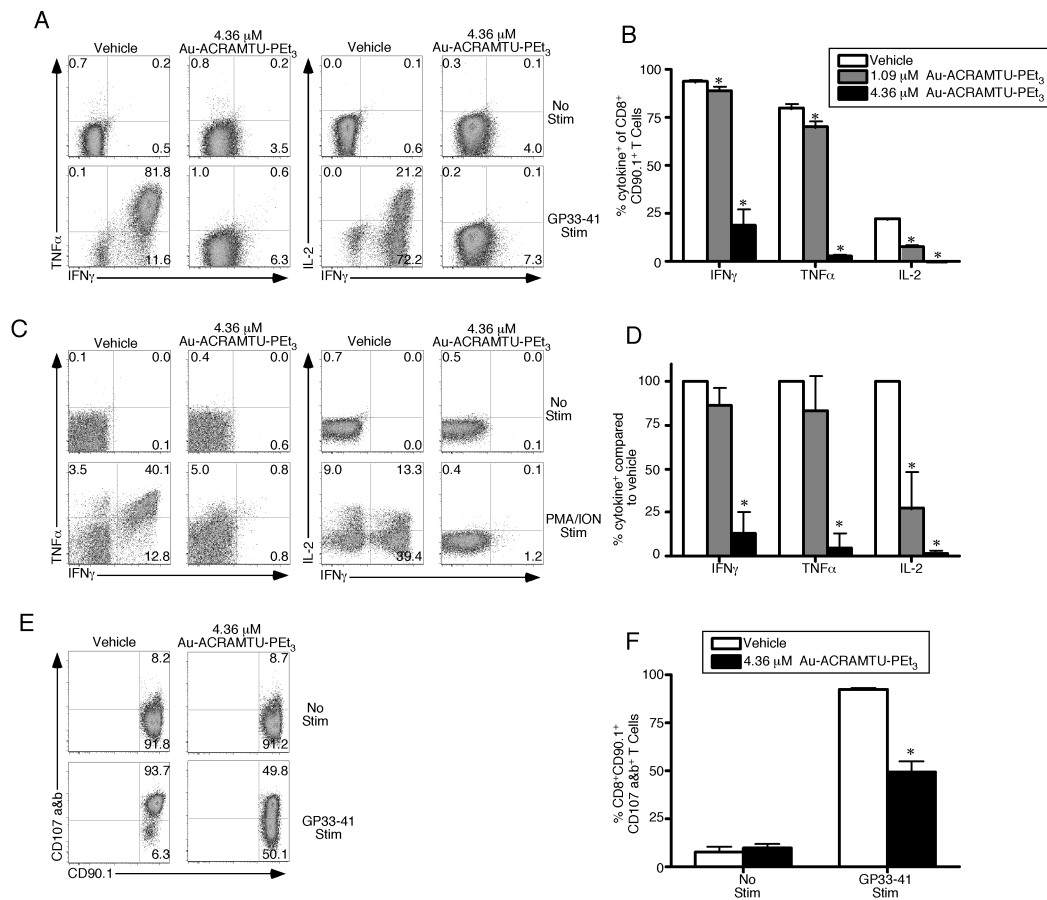 A
Vehicle
4.36 µM
Au-ACRAMTU-PEt3
Vehicle
4.36 µM
Au-ACRAMTU-PEt3
0.7 0.2
0.8 0.2
0.0 0.1
0.3 0.1
No
Stim
0.5
3.5
0.6
4.0
0.1 81.8
1.0 0.6
0.0 21.2
0.2 0.1
GP33-41
Stim
11.6
6.3
72.2
7.3
TNFα
IFNγ
IL-2
IFNγ
B
Vehicle
1.09 µM Au-ACRAMTU-PEt3
4.36 µM Au-ACRAMTU-PEt3
% cytokine+ of CD8+
CD90.1+ T Cells
100
75
50
25
0
* * * * * *
IFNγ TNFα IL-2
C
Vehicle
4.36 µM
Au-ACRAMTU-PEt3
Vehicle
4.36 µM
Au-ACRAMTU-PEt3
0.1 0.0
0.4 0.0
0.7 0.0
0.5 0.0
No
Stim
0.1
0.6
0.0
0.1
3.5 40.1
5.0 0.8
9.0 13.3
0.4 0.1
PMA/ION
Stim
12.8
0.8
39.4
1.2
TNFα
IFNγ
IL-2
IFNγ
D
% cytokine+ compared
to vehicle
100
75
50
25
0
* * * *
IFNγ TNFα IL-2
E
Vehicle
4.36 µM
Au-ACRAMTU-PEt3
8.2
8.7
No
Stim
91.8
91.2
93.7
49.8
GP33-41
Stim
6.3
50.1
CD107 a&b
CD90.1
F
Vehicle
4.36 µM Au-ACRAMTU-PEt3
% CD8+CD90.1+
CD107 a&b+ T Cells
100
75
50
25
0
*
No
Stim
GP33-41
Stim